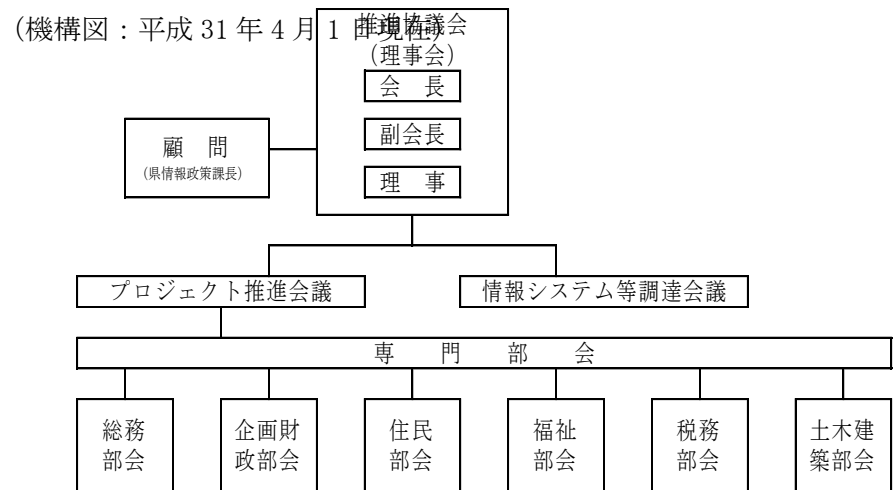 (機構図：平成 31 年 4 月 1 日現在)
推進協議会
(理事会)
会　長
副会長
理　事
顧　問
(県情報政策課長)
プロジェクト推進会議
情報システム等調達会議
専　門　部　会
総務
部会
企画財
政部会
住民
部会
福祉
部会
税務
部会
土木建
築部会